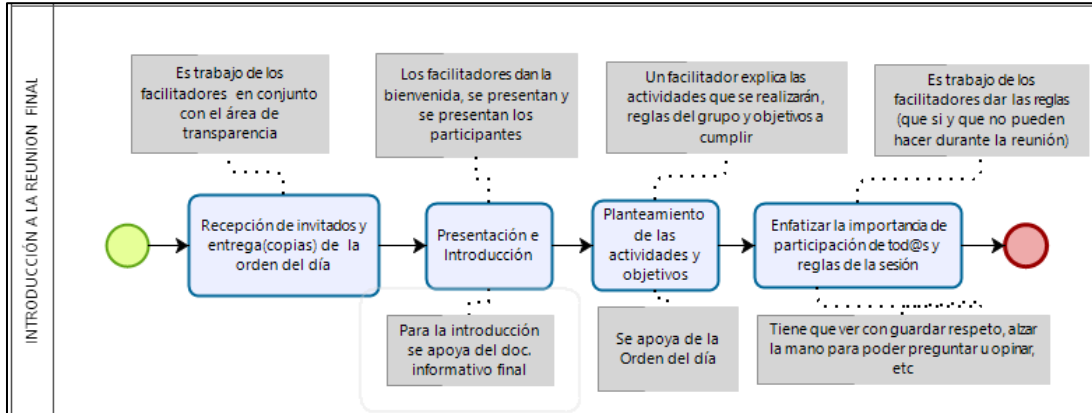 INTRODUCCIÓN A LA REUNION FINAL
Es trabajo de los
facilitadores en conjunto
con el área de
transparencia
Los facilitadores dan la
bienvenida, se presentan y
se presentan los
participantes
Un facilitador explica las
actividades que se realizarán,
reglas del grupo y objetivos a
cumplir
Es trabajo de los
facilitadores dar las reglas
(que si y que no pueden
hacer durante la reunión)
Recepción de invitados y
entrega(copias) de la
orden del día
Presentación e
Introducción
Planteamiento
de las
actividades y
objetivos
Enfatizar la importancia de
participación de tod@s y
reglas de la sesión
Para la introducción
se apoya del doc.
informativo final
Se apoya de la
Orden del día
Tiene que ver con guardar respeto, alzar
la mano para poder preguntar u opinar,
etc